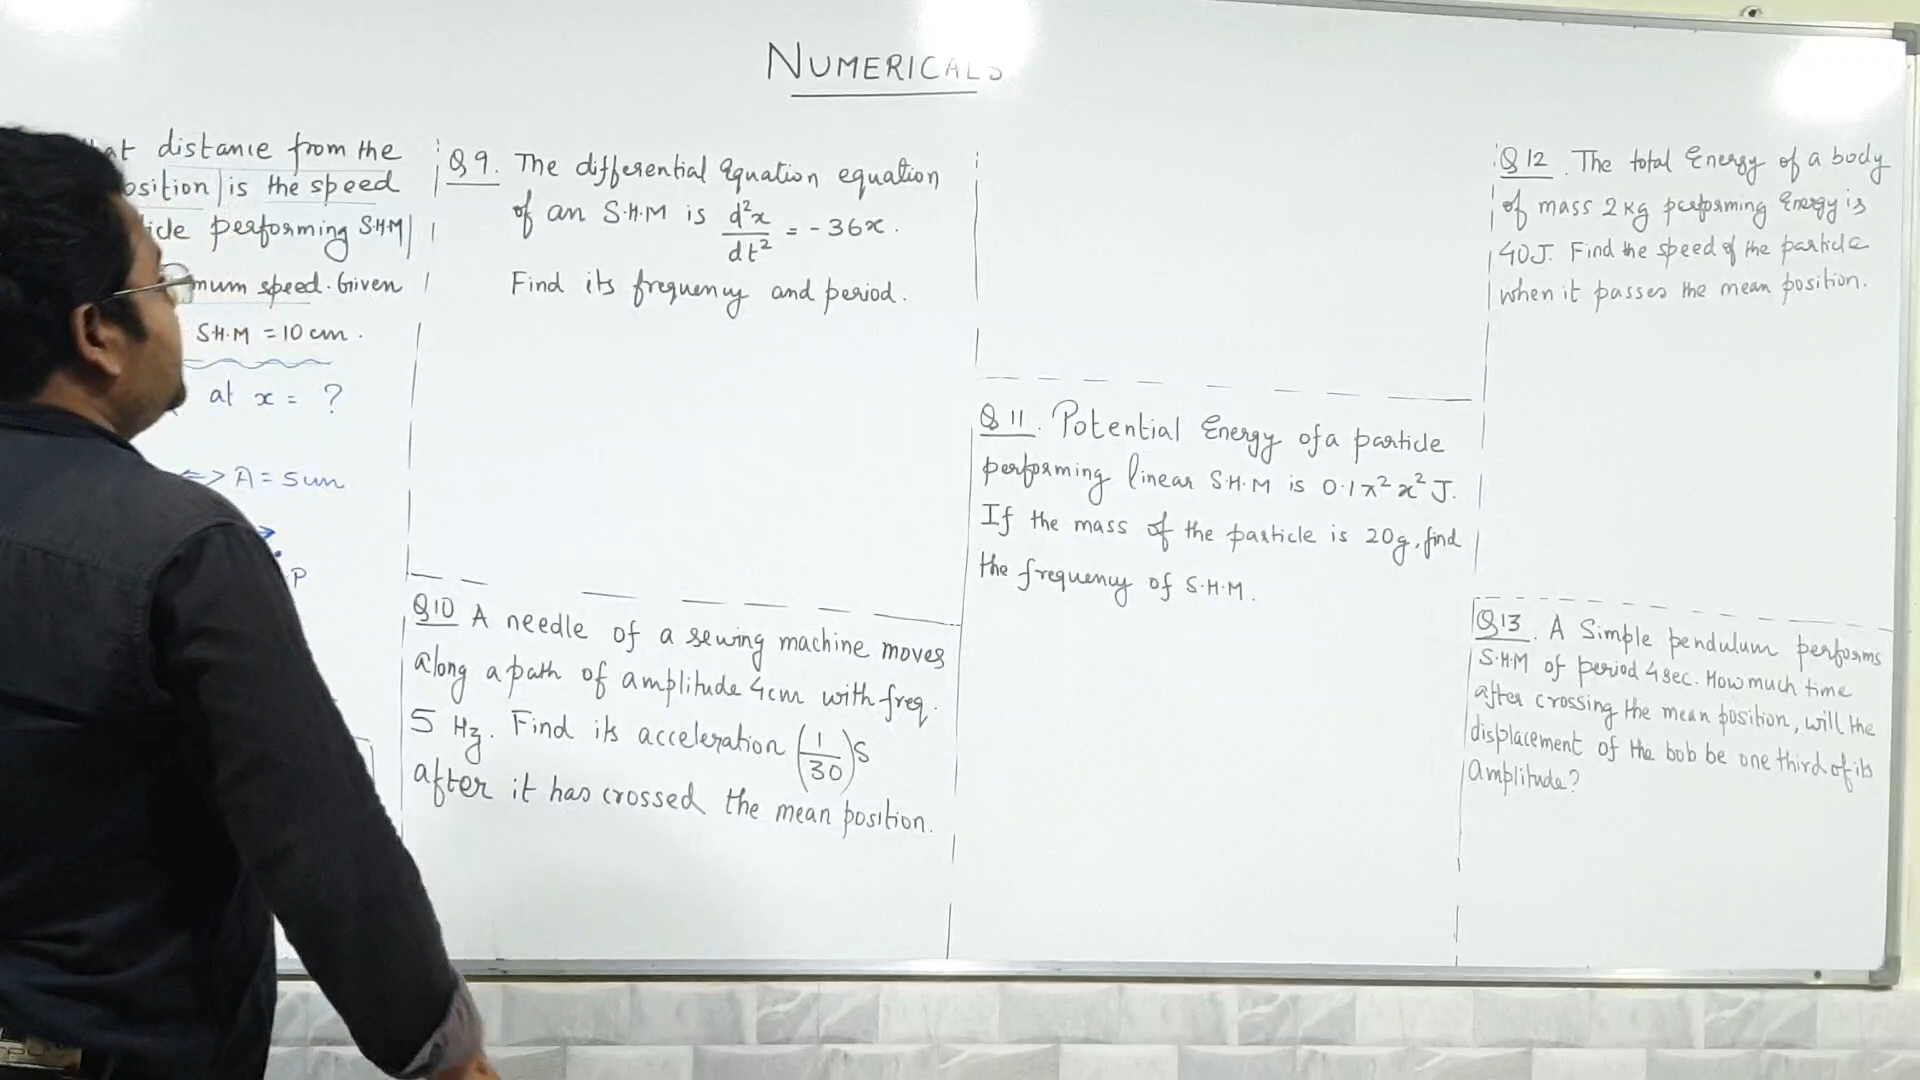 NUMERICALS
at distance from the
osition is the speed
icle performing S.H.M
mum speed. Given
S.H.M = 10 cm.
at x = ?
<=> A = 5 cm
P
Q9. The differential Equation equation
of an S.H.M is d²x/dt² = -36x.
Find its frequency and period.
Q10 A needle of a sewing machine moves
along a path of amplitude 4cm with freq.
5 Hz. Find its acceleration (1/30)s
after it has crossed the mean position.
Q11. Potential Energy of a particle
performing linear S.H.M is 0.1π²x² J.
If the mass of the particle is 20g, find
the frequency of S.H.M.
Q12. The total Energy of a body
of mass 2 kg performing Energy is
40J. Find the speed of the particle
when it passes the mean position.
Q13. A Simple pendulum performs
S.H.M of period 4 sec. How much time
after crossing the mean position, will the
displacement of the bob be one third of its
Amplitude?